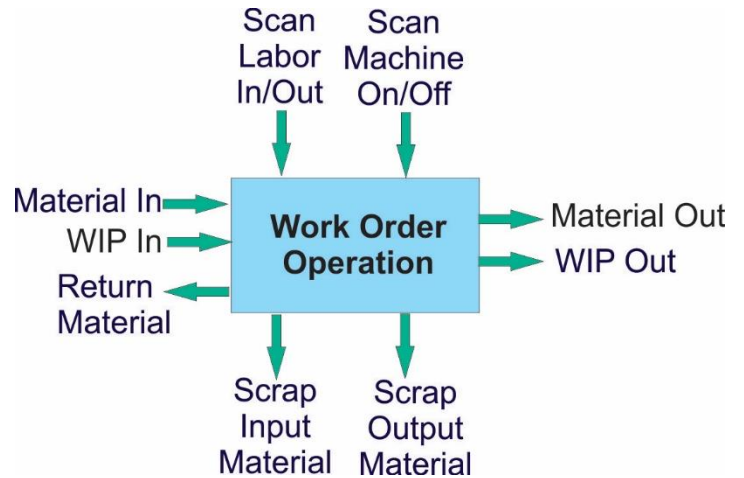 Scan
Labor
In/Out
Scan
Machine
On/Off
Material In
WIP In
Return
Material
Work Order
Operation
Material Out
WIP Out
Scrap
Input
Material
Scrap
Output
Material